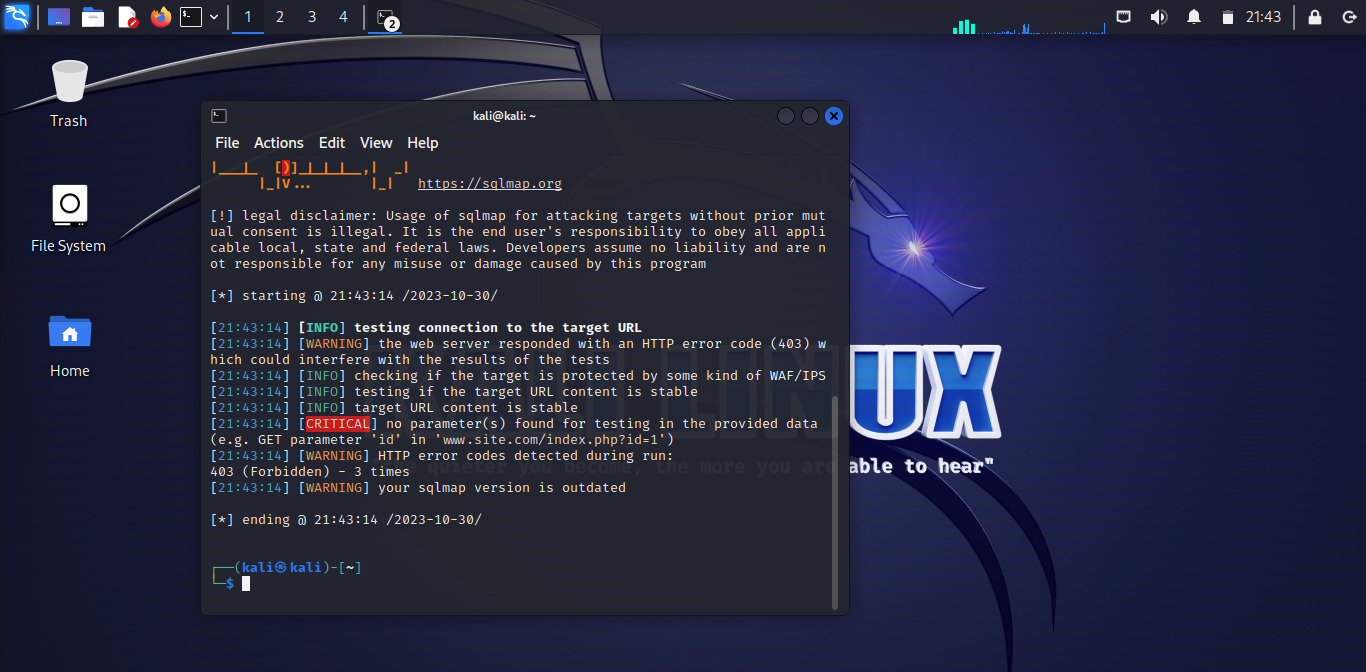 1 2 3 4 2 21:43
Trash
File System
Home
kali@kali: ~
File Actions Edit View Help
|___|_ [)]_|_|_|__,| _|
|_|V... |_| https://sqlmap.org
[!] legal disclaimer: Usage of sqlmap for attacking targets without prior mut
ual consent is illegal. It is the end user's responsibility to obey all appli
cable local, state and federal laws. Developers assume no liability and are n
ot responsible for any misuse or damage caused by this program
[*] starting @ 21:43:14 /2023-10-30/
[21:43:14] [INFO] testing connection to the target URL
[21:43:14] [WARNING] the web server responded with an HTTP error code (403) w
hich could interfere with the results of the tests
[21:43:14] [INFO] checking if the target is protected by some kind of WAF/IPS
[21:43:14] [INFO] testing if the target URL content is stable
[21:43:14] [INFO] target URL content is stable
[21:43:14] [CRITICAL] no parameter(s) found for testing in the provided data
(e.g. GET parameter 'id' in 'www.site.com/index.php?id=1')
[21:43:14] [WARNING] HTTP error codes detected during run:
403 (Forbidden) - 3 times
[21:43:14] [WARNING] your sqlmap version is outdated
[*] ending @ 21:43:14 /2023-10-30/
┌──(kali㉿kali)-[~]
└─$
LINUX
quieter you become, the more you are able to hear"